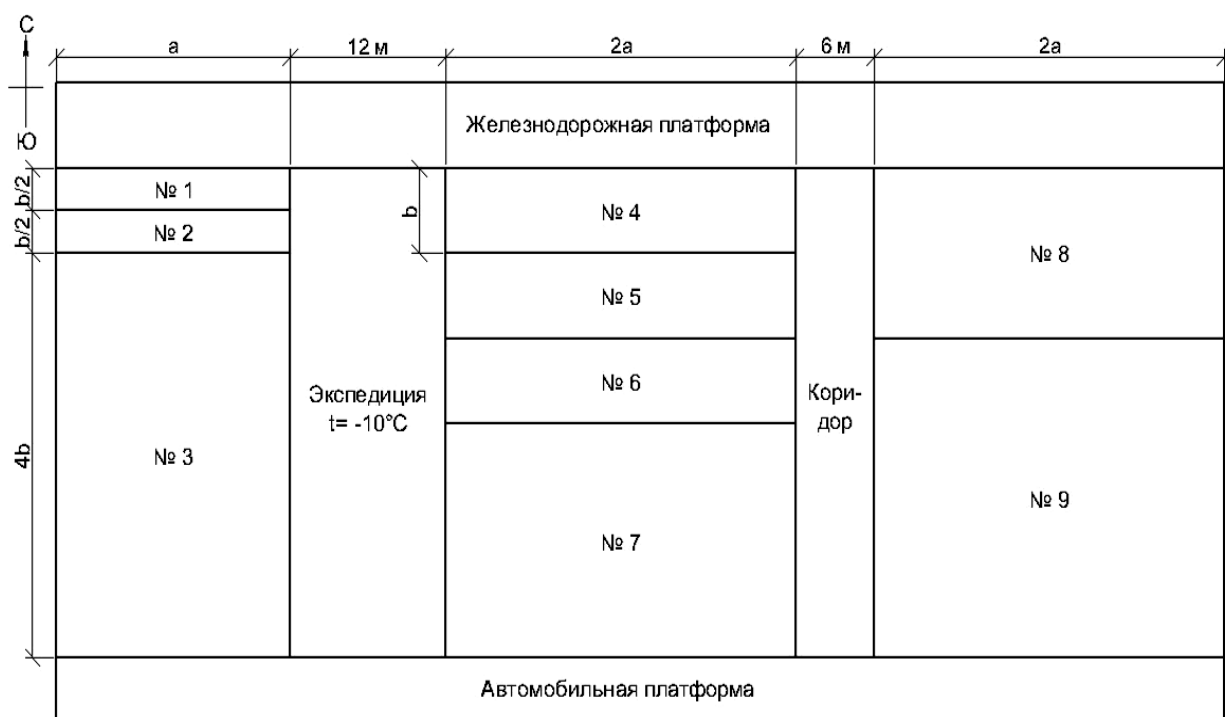 С
Ю
a
12 м
2a
6 м
2a
Железнодорожная платформа
b/2
b/2
4b
b
№ 1
№ 2
№ 3
Экспедиция
t= -10°C
№ 4
№ 5
№ 6
№ 7
Кори-
дор
№ 8
№ 9
Автомобильная платформа